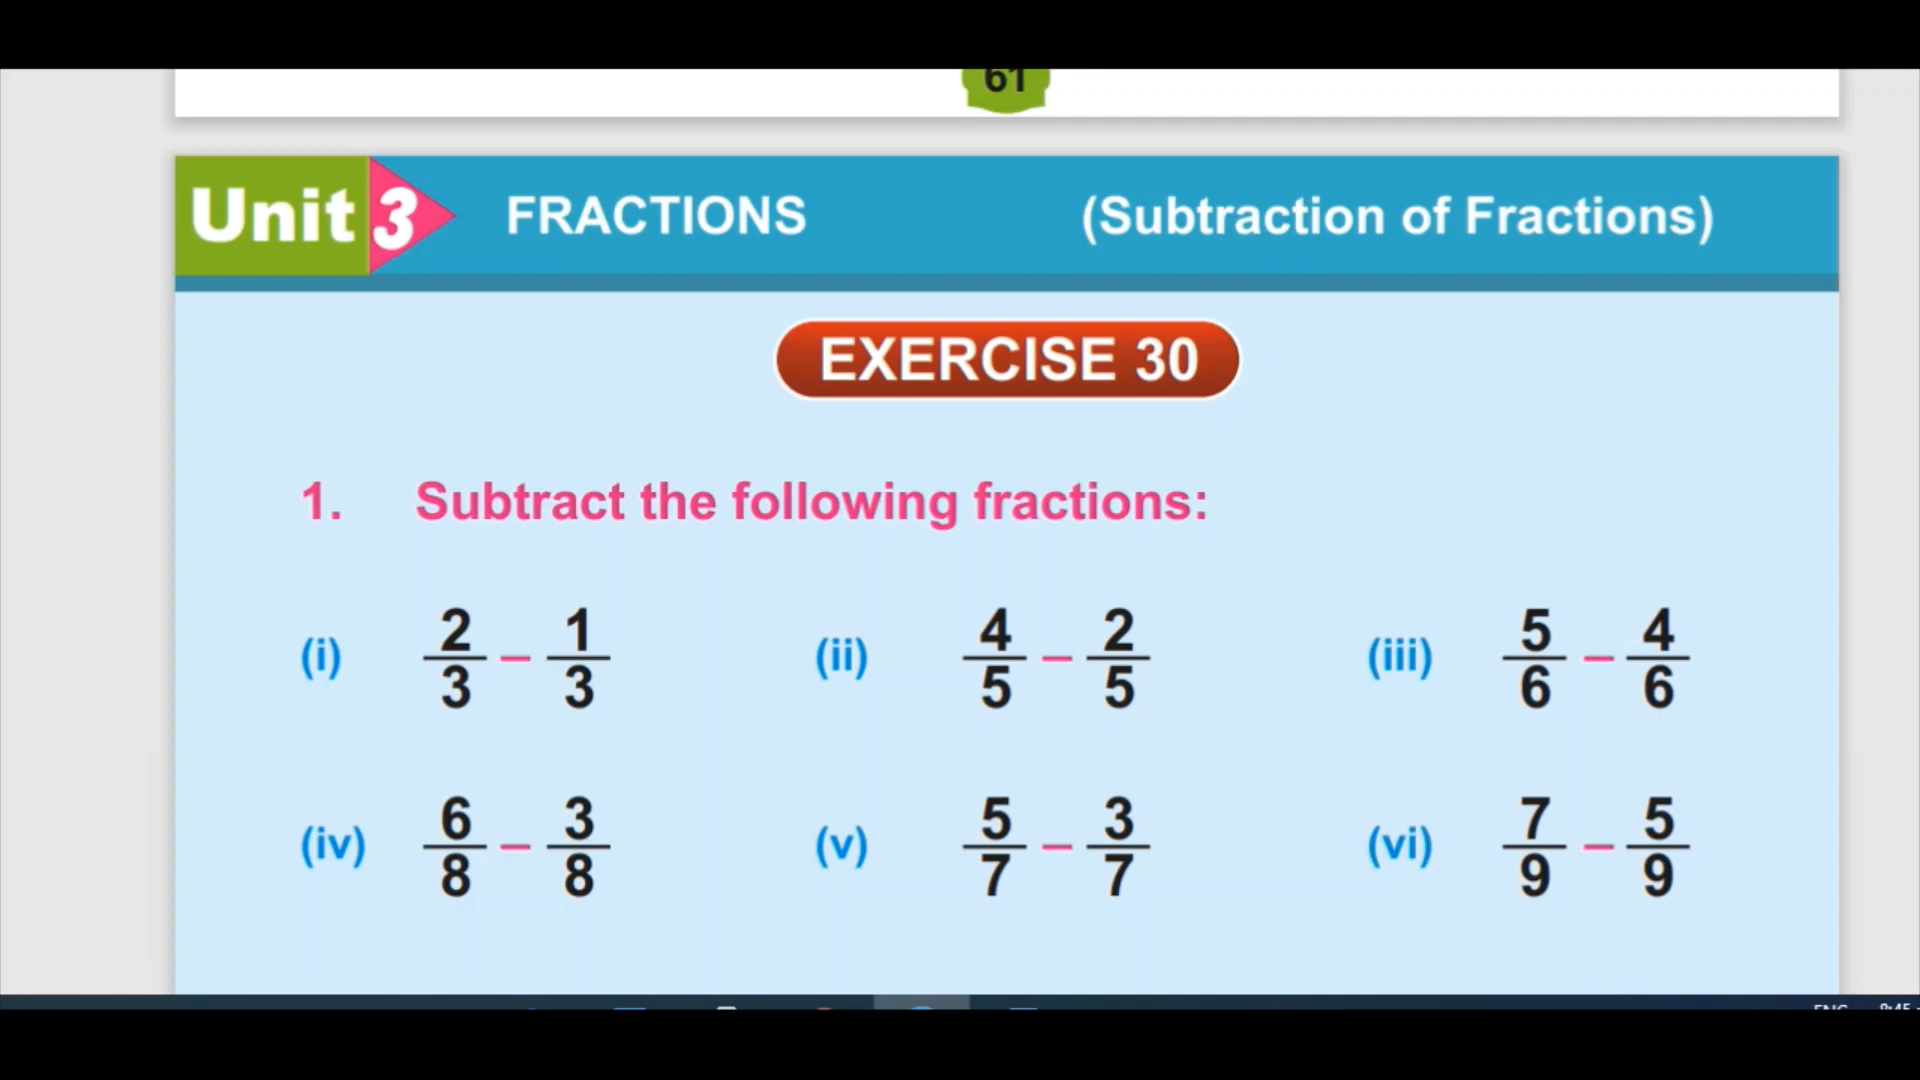 61
Unit 3 FRACTIONS (Subtraction of Fractions)
EXERCISE 30
1. Subtract the following fractions:
(i) 2/3 – 1/3 (ii) 4/5 – 2/5 (iii) 5/6 – 4/6
(iv) 6/8 – 3/8 (v) 5/7 – 3/7 (vi) 7/9 – 5/9